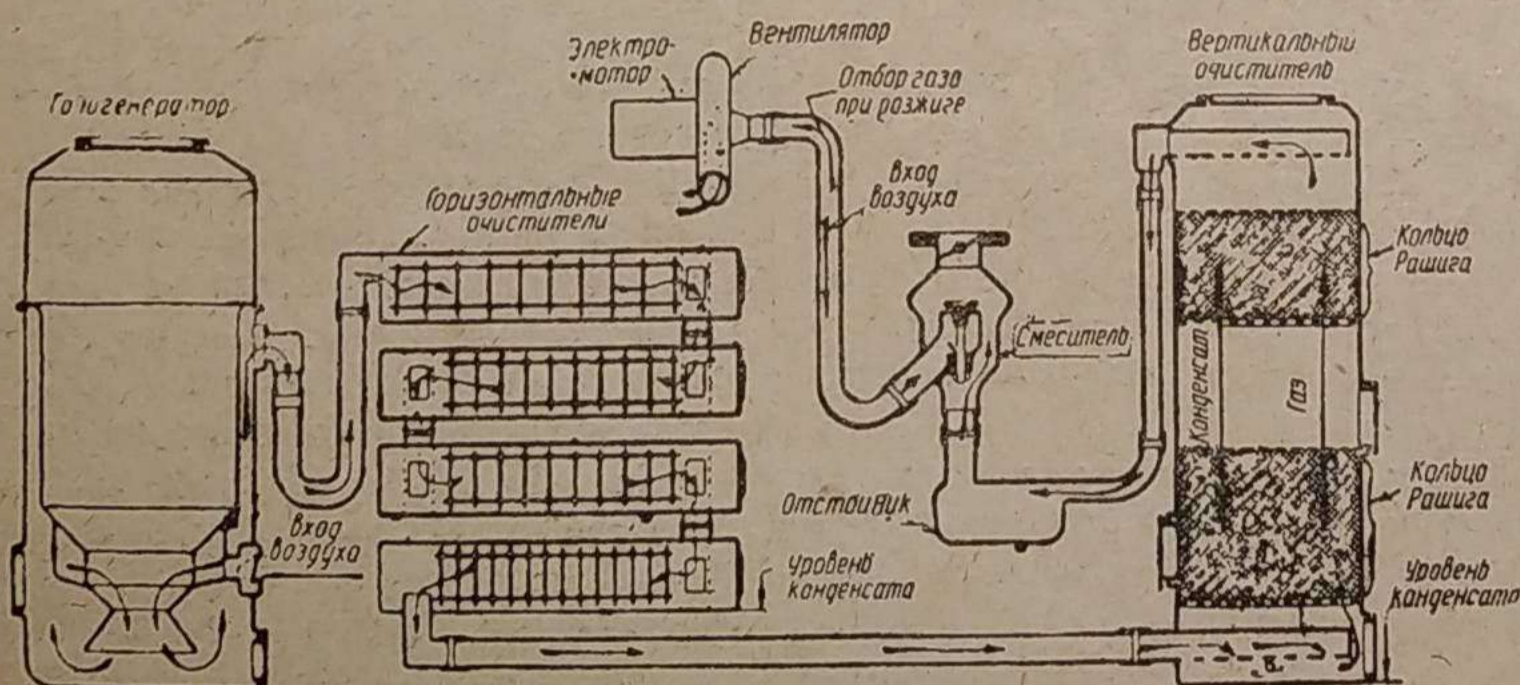 Газогенератор
Электро-
мотор
Вентилятор
Отбор газа
при разжиге
Вертикальный
очиститель
Горизонтальные
очистители
Вход
воздуха
Кольцо
Рашига
Смеситель
Конденсат
Газ
Кольцо
Рашига
Отстойник
Вход
воздуха
Уровень
конденсата
Уровень
конденсата